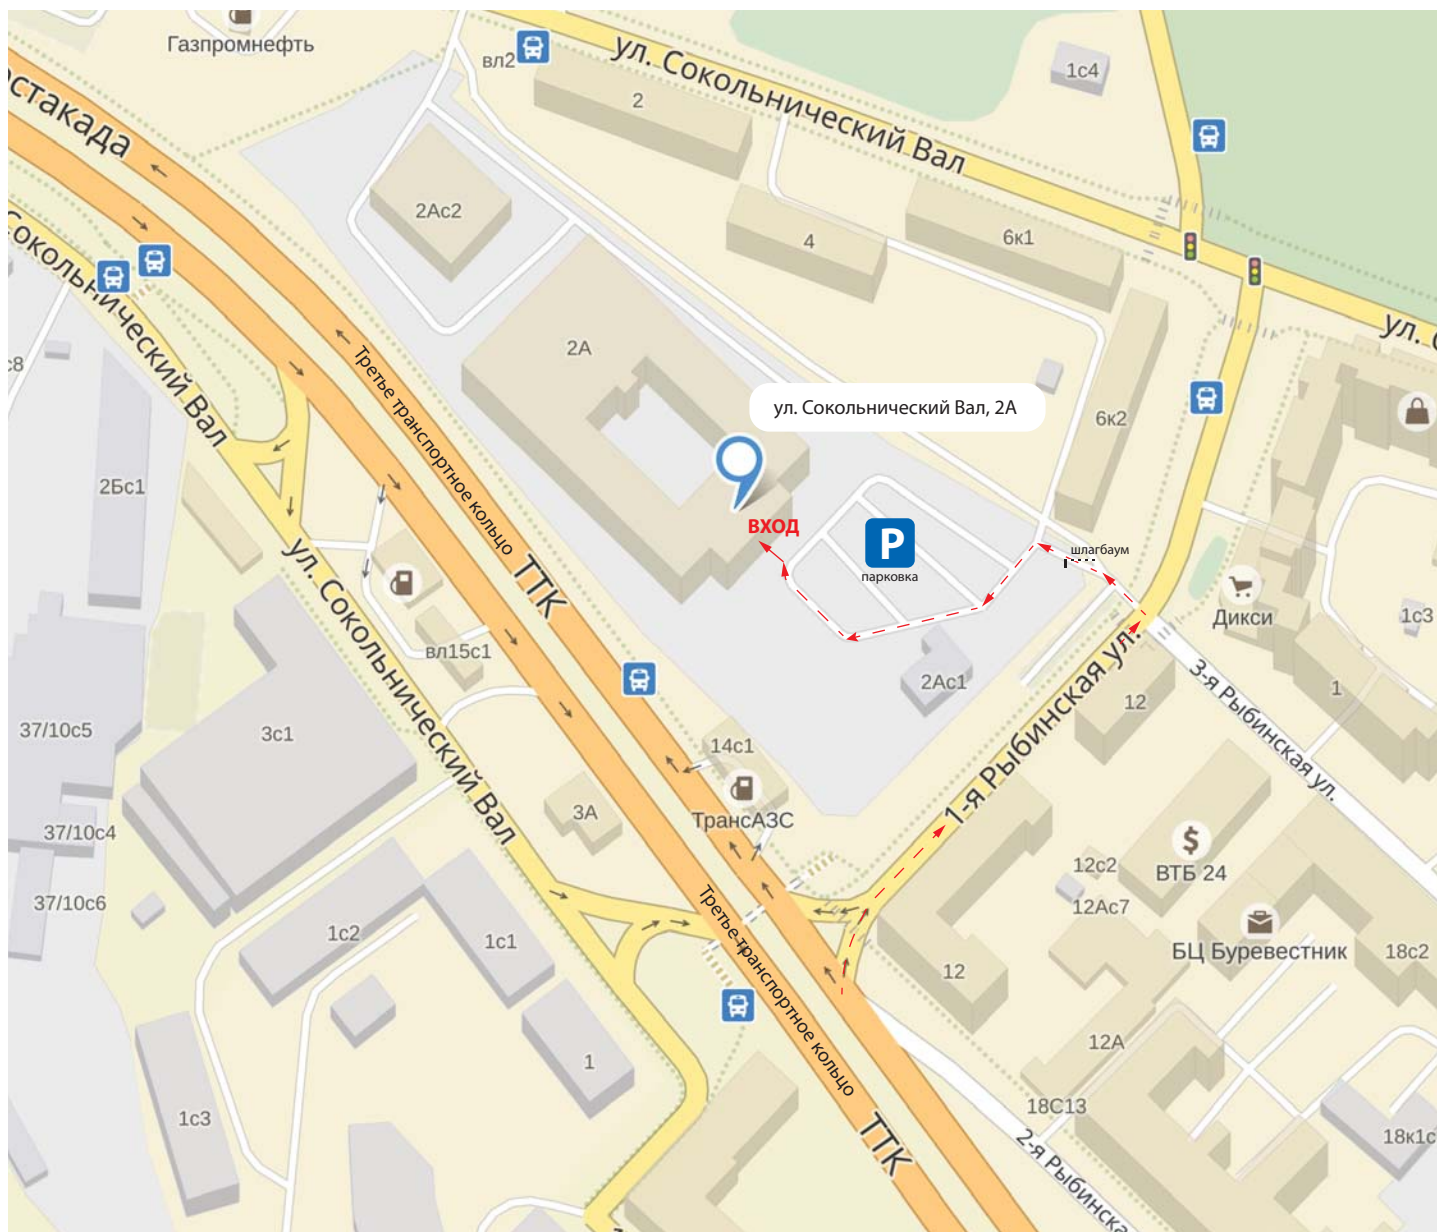 Газпромнефть
вл2
ул. Сокольнический Вал
1с4
2
эстакада
2Ас2
4
6к1
Сокольнический Вал
2А
ул. С
с8
Третье транспортное кольцо
ул. Сокольнический Вал, 2А
6к2
2Бс1
ВХОД
P
парковка
шлагбаум
ТТК
ул. Сокольнический Вал
Дикси
1с3
вл15с1
2Ас1
3-я Рыбинская ул.
1
12
1-я Рыбинская ул.
37/10с5
3с1
14с1
ТрансАЗС
3А
37/10с4
12с2
$
ВТБ 24
12Ас7
37/10с6
1с2
1с1
Третье транспортное кольцо
БЦ Буревестник
18с2
12
12А
1
1с3
18С13
ТТК
2-я Рыбинска
18к1с